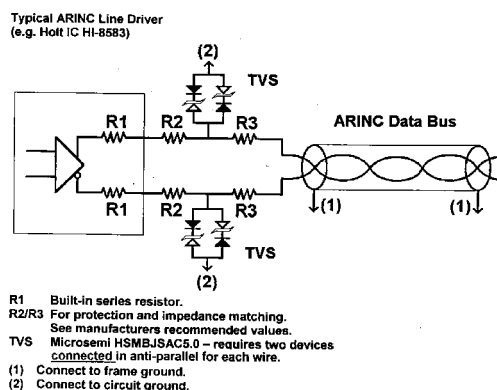 Typical ARINC Line Driver
(e.g. Holt IC HI-8583)
(2)
TVS
R1 R2 R3
ARINC Data Bus
R1 R2 R3
(1) (1)
TVS
(2)
R1 Built-in series resistor.
R2/R3 For protection and impedance matching.
See manufacturers recommended values.
TVS Microsemi HSMBJSAC5.0 – requires two devices
connected in anti-parallel for each wire.
(1) Connect to frame ground.
(2) Connect to circuit ground.